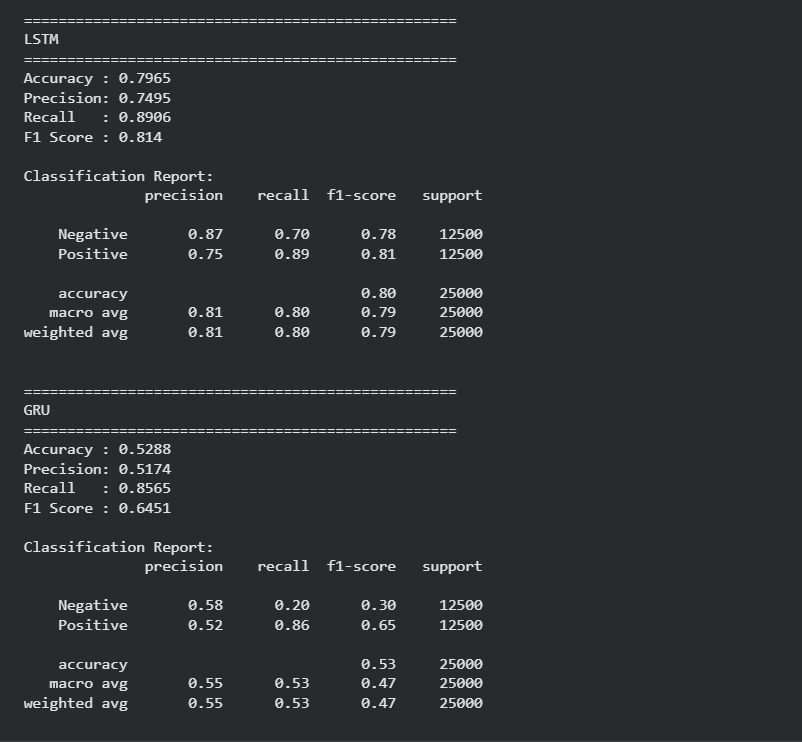 ==================================================
LSTM
==================================================
Accuracy : 0.7965
Precision: 0.7495
Recall   : 0.8906
F1 Score : 0.814

Classification Report:
              precision    recall  f1-score   support

    Negative       0.87      0.70      0.78     12500
    Positive       0.75      0.89      0.81     12500

    accuracy                           0.80     25000
   macro avg       0.81      0.80      0.79     25000
weighted avg       0.81      0.80      0.79     25000

==================================================
GRU
==================================================
Accuracy : 0.5288
Precision: 0.5174
Recall   : 0.8565
F1 Score : 0.6451

Classification Report:
              precision    recall  f1-score   support

    Negative       0.58      0.20      0.30     12500
    Positive       0.52      0.86      0.65     12500

    accuracy                           0.53     25000
   macro avg       0.55      0.53      0.47     25000
weighted avg       0.55      0.53      0.47     25000